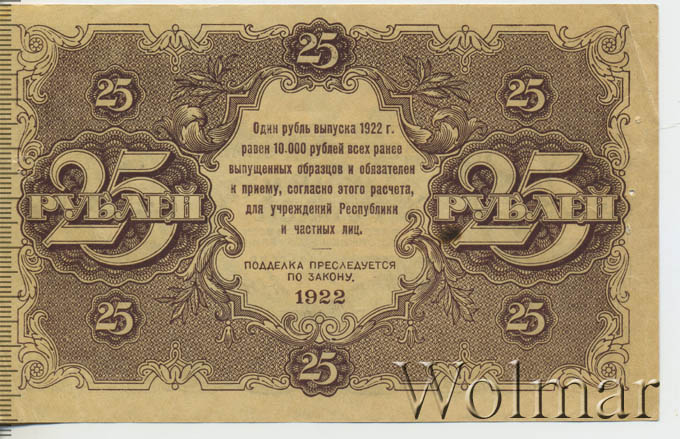 25
25 25
Один рубль выпуска 1922 г.
равен 10.000 рублей всех ранее
выпущенных образцов и обязателен
к приему, согласно этого расчета,
для учреждений Республики
и частных лиц.
25 РУБЛЕЙ 25 РУБЛЕЙ
ПОДДЕЛКА ПРЕСЛЕДУЕТСЯ
ПО ЗАКОНУ.
1922
25 25
25
Wolmar